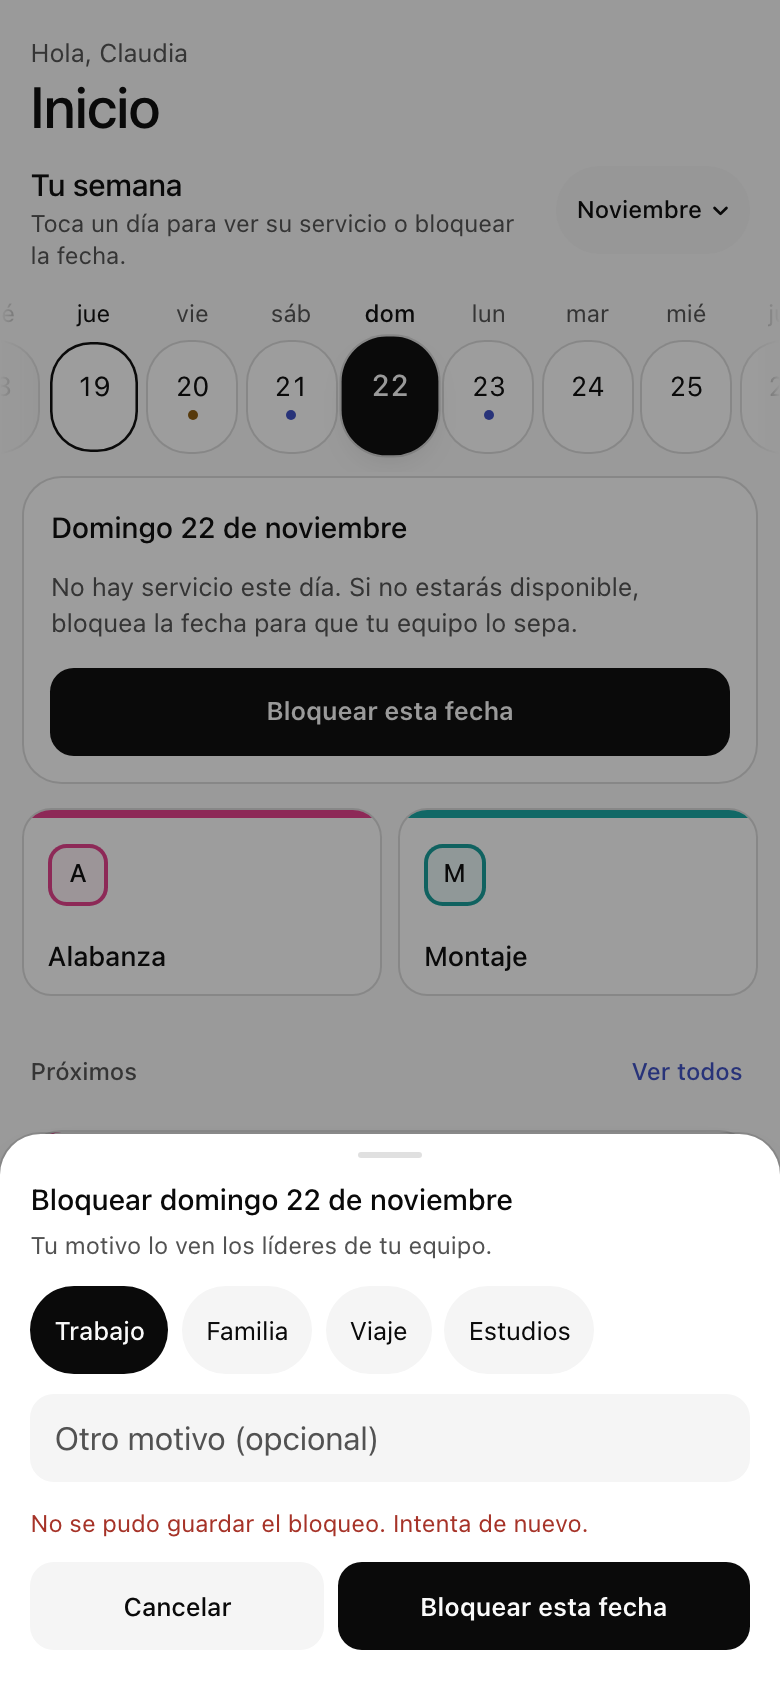 Hola, Claudia
Inicio
Tu semana
Toca un día para ver su servicio o bloquear
la fecha.
Noviembre
jue vie sáb dom lun mar mié
19 20 21 22 23 24 25
Domingo 22 de noviembre
No hay servicio este día. Si no estarás disponible,
bloquea la fecha para que tu equipo lo sepa.
Bloquear esta fecha
A
Alabanza
M
Montaje
Próximos
Ver todos
Bloquear domingo 22 de noviembre
Tu motivo lo ven los líderes de tu equipo.
Trabajo Familia Viaje Estudios
Otro motivo (opcional)
No se pudo guardar el bloqueo. Intenta de nuevo.
Cancelar
Bloquear esta fecha